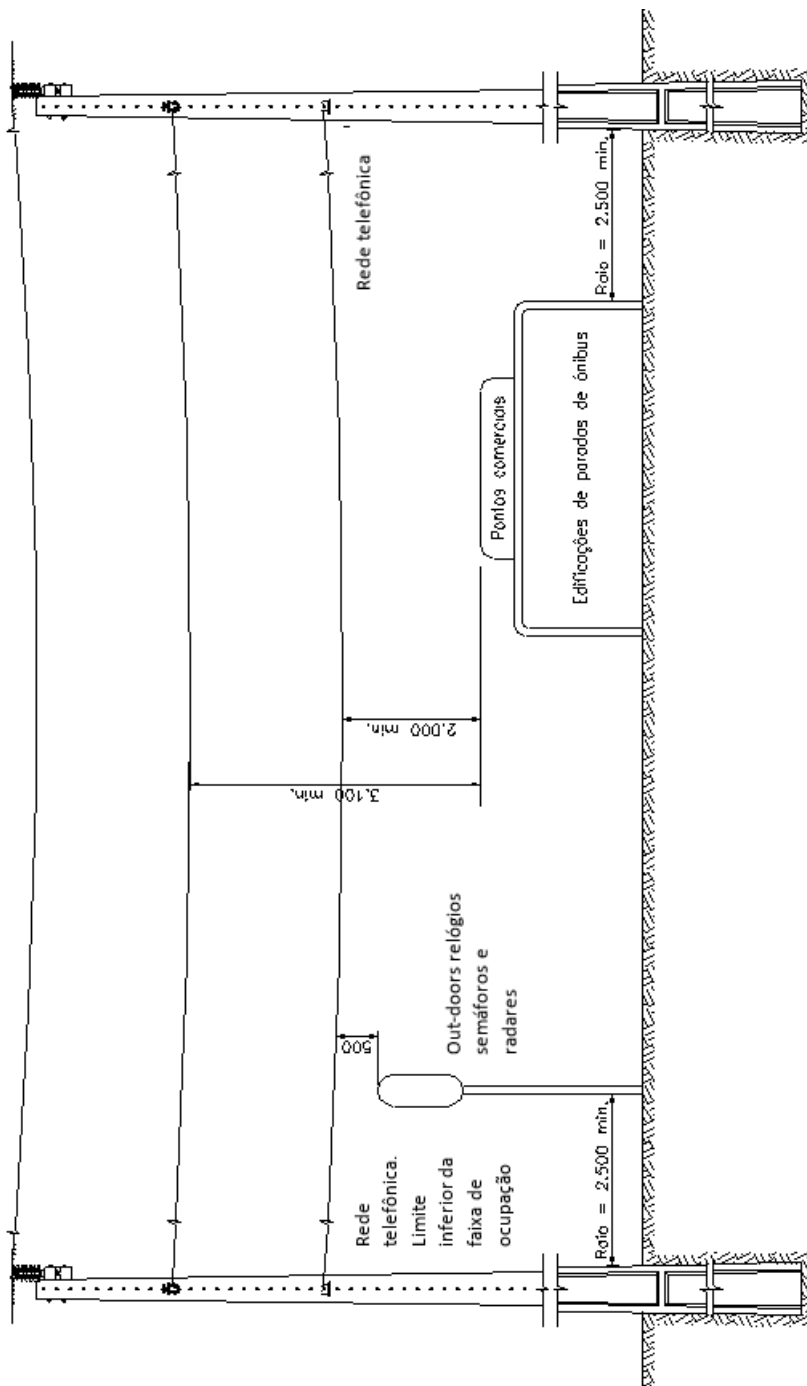 Rede telefônica
Raio = 2.500 min.
Pontos comerciais
Edificações de paradas de ônibus
2.000 min.
3.100 min.
500
Out-doors relógios
semáforos e
radares
Rede
telefônica.
Limite
inferior da
faixa de
ocupação
Raio = 2.500 min.